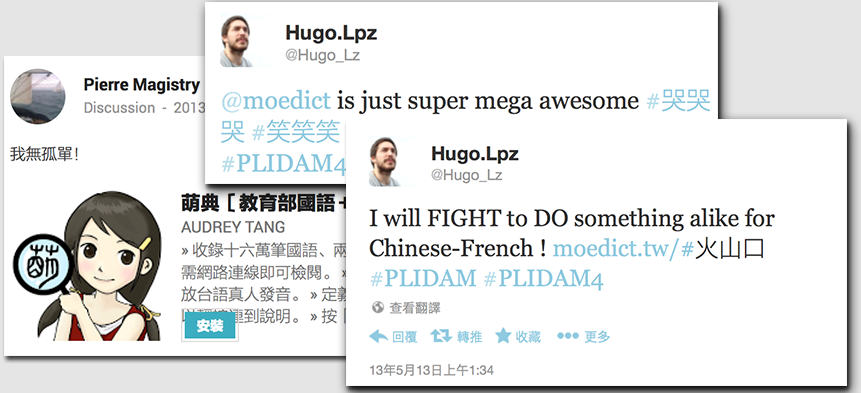 Pierre Magistry
Discussion - 2013
我無孤單!
萌
萌典 [ 教育部國語+
AUDREY TANG
» 收錄十六萬筆國語、兩
需網路連線即可檢閱。»
放台語真人發音。 » 定義
連到說明。 » 按 [
安裝
Hugo.Lpz
@Hugo_Lz
@moedict is just super mega awesome #哭哭
哭 #笑笑笑
#PLIDAM4
Hugo.Lpz
@Hugo_Lz
I will FIGHT to DO something alike for
Chinese-French ! moedict.tw/#火山口
#PLIDAM #PLIDAM4
查看翻譯
回覆 轉推 收藏 更多
13年5月13日上午1:34